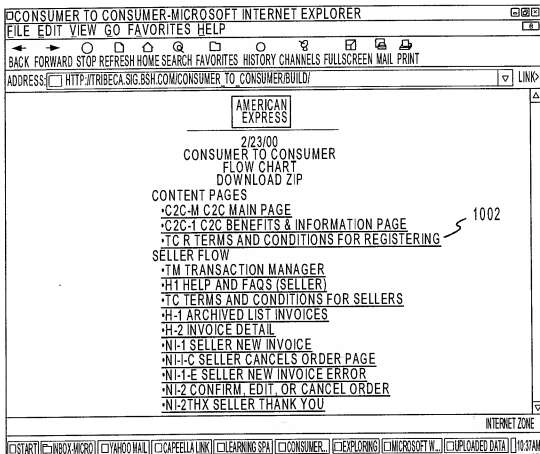 CONSUMER TO CONSUMER-MICROSOFT INTERNET EXPLORER
FILE EDIT VIEW GO FAVORITES HELP
BACK FORWARD STOP REFRESH HOME SEARCH FAVORITES HISTORY CHANNELS FULLSCREEN MAIL PRINT
ADDRESS: HTTP://TRIBECA.SIG.BSH.COM/CONSUMER_TO_CONSUMER/BUILD/ LINK>
AMERICAN
EXPRESS
2/23/00
CONSUMER TO CONSUMER
FLOW CHART
DOWNLOAD ZIP
CONTENT PAGES
•C2C-M C2C MAIN PAGE
•C2C-1 C2C BENEFITS & INFORMATION PAGE
•TC R TERMS AND CONDITIONS FOR REGISTERING
1002
SELLER FLOW
•TM TRANSACTION MANAGER
•H1 HELP AND FAQS (SELLER)
•TC TERMS AND CONDITIONS FOR SELLERS
•H-1 ARCHIVED LIST INVOICES
•H-2 INVOICE DETAIL
•NI-1 SELLER NEW INVOICE
•NI-I-C SELLER CANCELS ORDER PAGE
•NI-1-E SELLER NEW INVOICE ERROR
•NI-2 CONFIRM, EDIT, OR CANCEL ORDER
•NI-2THX SELLER THANK YOU
INTERNET ZONE
START INBOX-MICRO YAHOO MAIL CAPEELLA LINK LEARNING SPA CONSUMER... EXPLORING MICROSOFT W... UPLOADED DATA 10:37AM